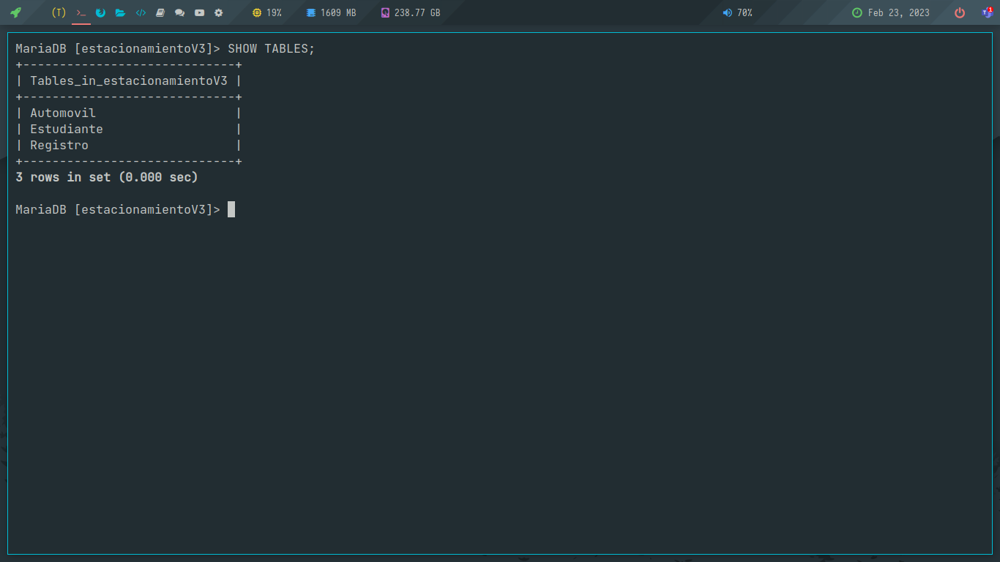 (T) 19% 1609 MB 238.77 GB 70% Feb 23, 2023 1
MariaDB [estacionamientoV3]> SHOW TABLES;
+-----------------------------+
| Tables_in_estacionamientoV3 |
+-----------------------------+
| Automovil                   |
| Estudiante                  |
| Registro                    |
+-----------------------------+
3 rows in set (0.000 sec)
MariaDB [estacionamientoV3]>